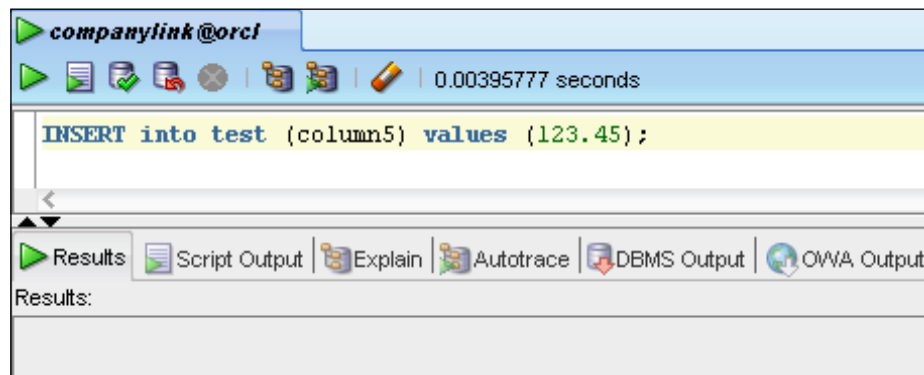 companylink@orcl
0.00395777 seconds
INSERT into test (column5) values (123.45);
Results Script Output Explain Autotrace DBMS Output OWA Output
Results: